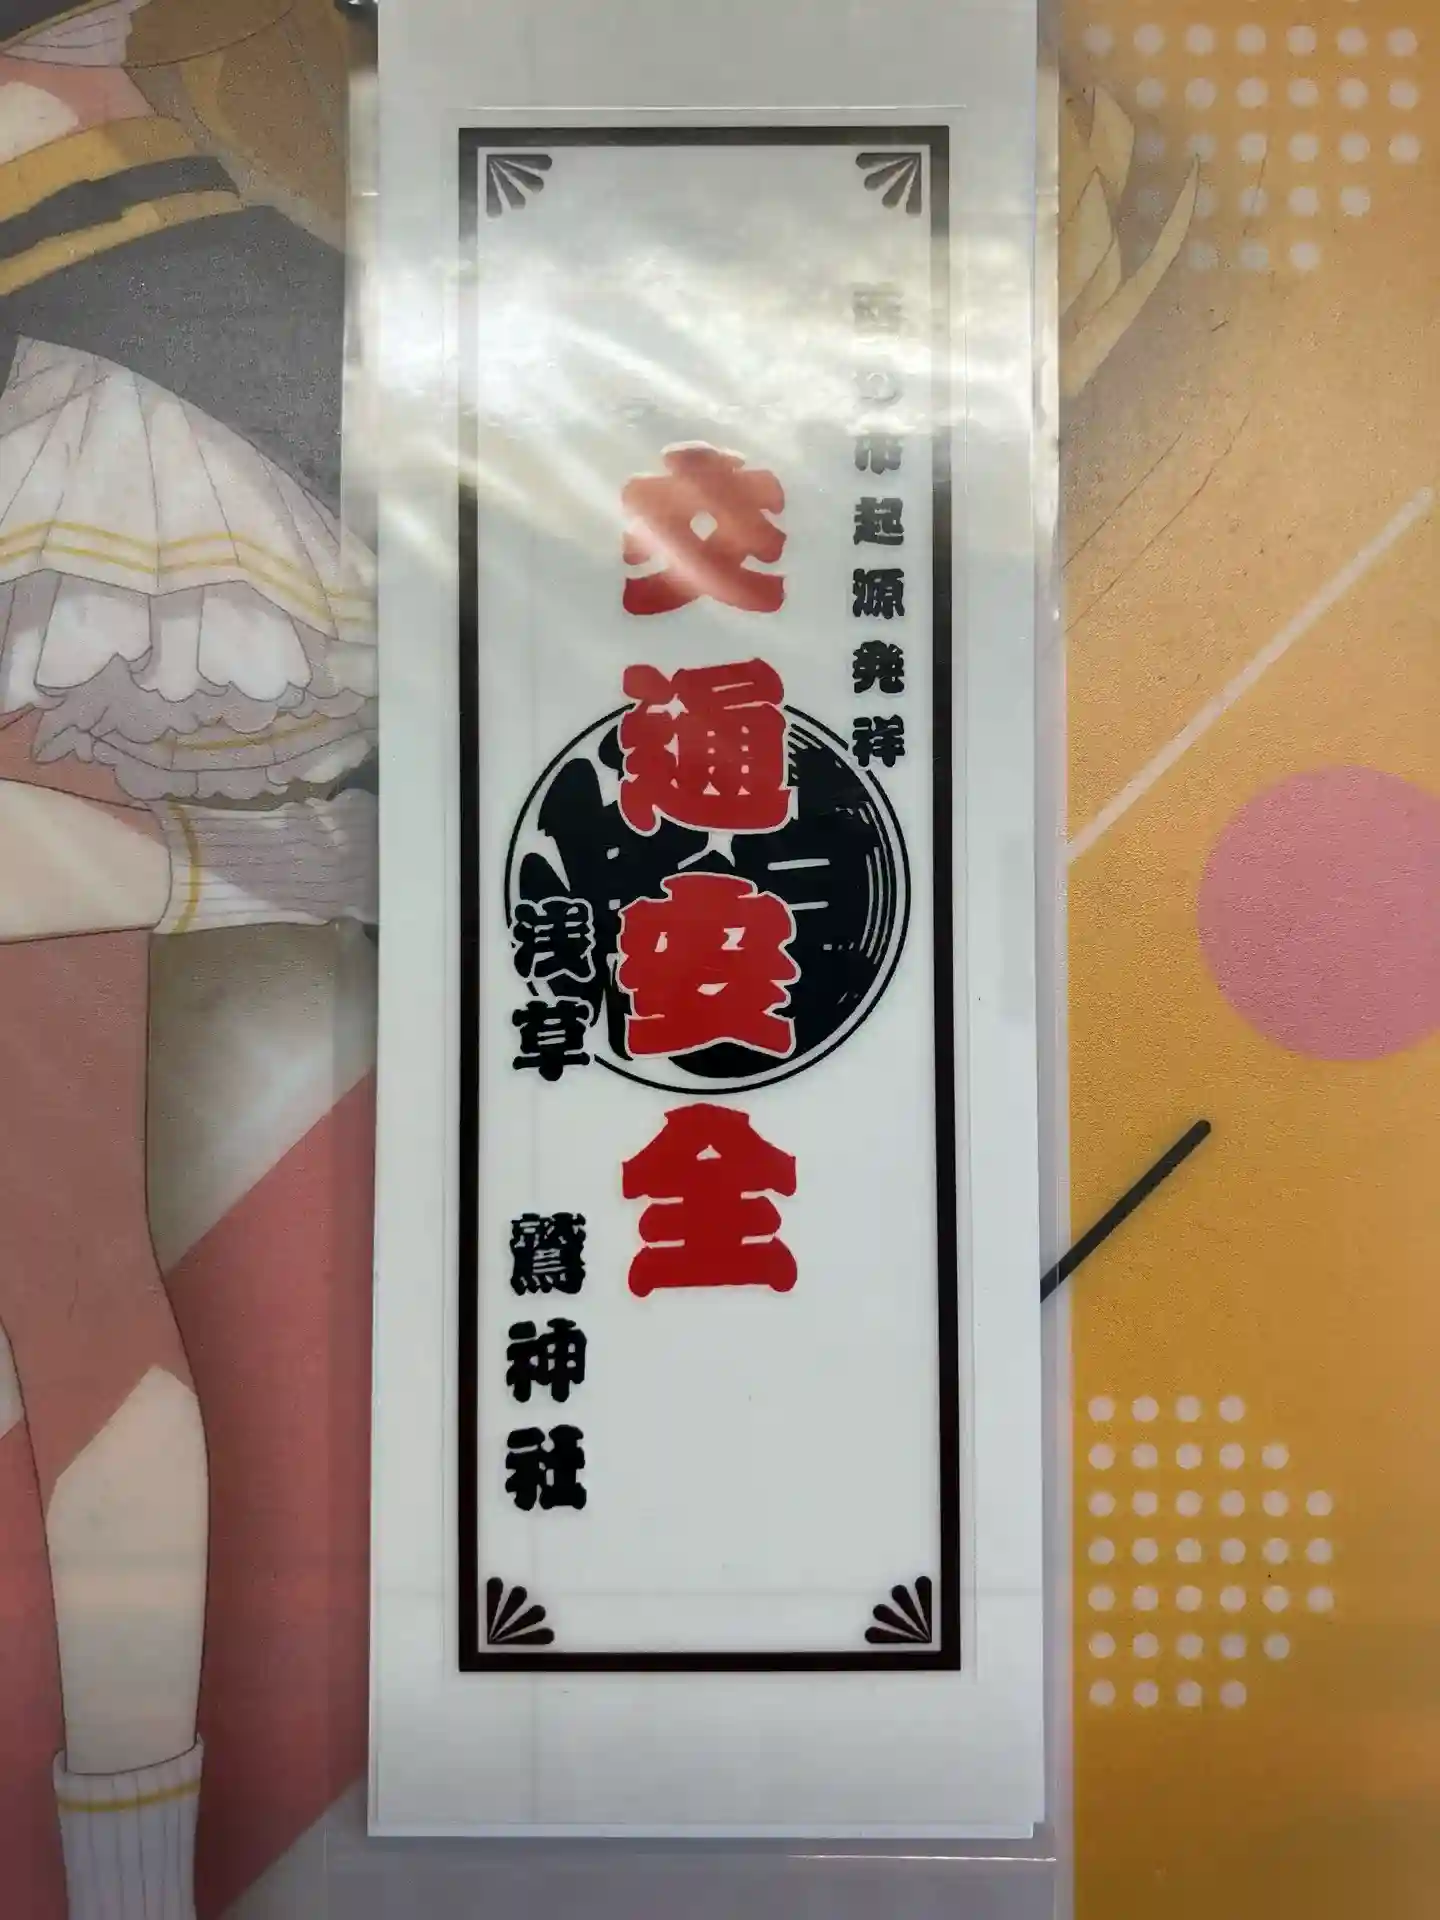 酉の市起源発祥
交通安全
浅草 鷲神社